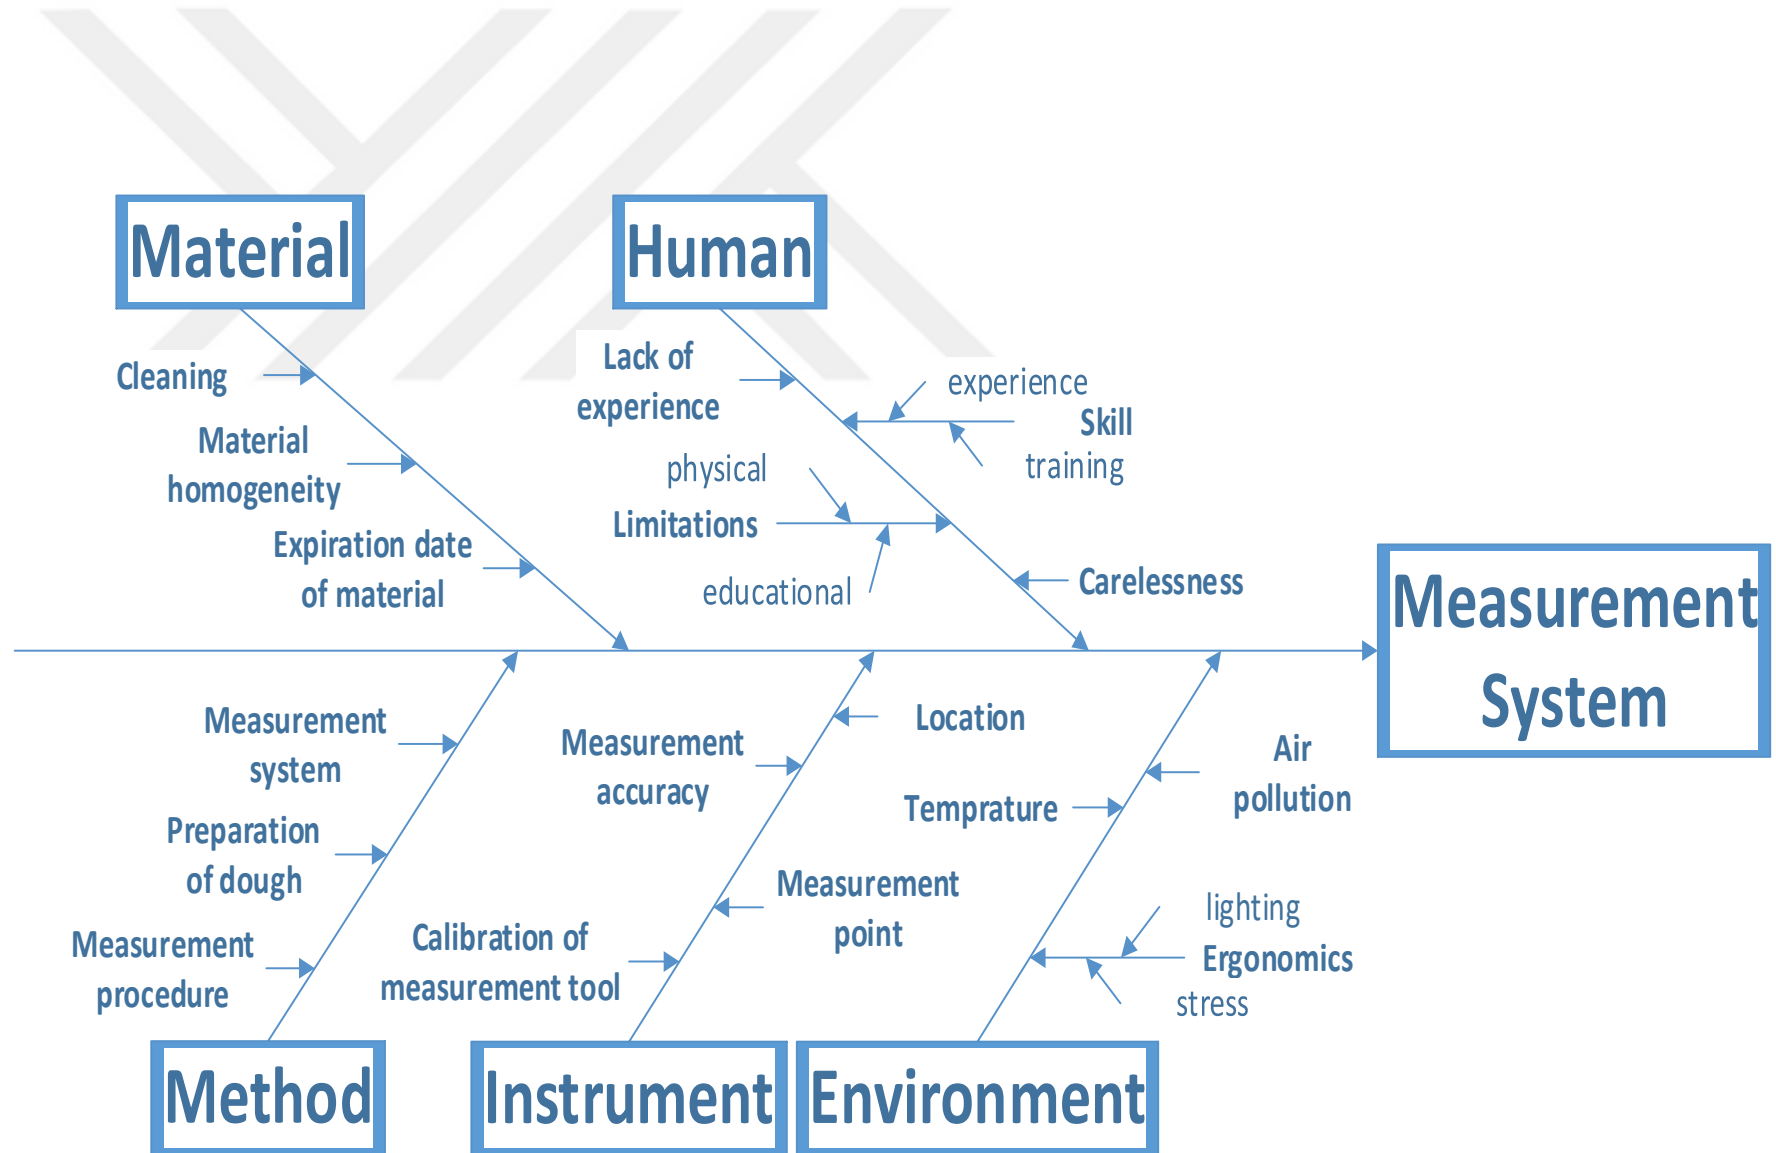 Material
Human
Cleaning
Material
homogeneity
Expiration date
of material
Lack of
experience
experience
Skill
training
physical
Limitations
educational
Carelessness
Measurement
System
Measurement
system
Preparation
of dough
Measurement
procedure
Measurement
accuracy
Location
Measurement
point
Calibration of
measurement tool
Temprature
Air
pollution
lighting
Ergonomics
stress
Method
Instrument
Environment